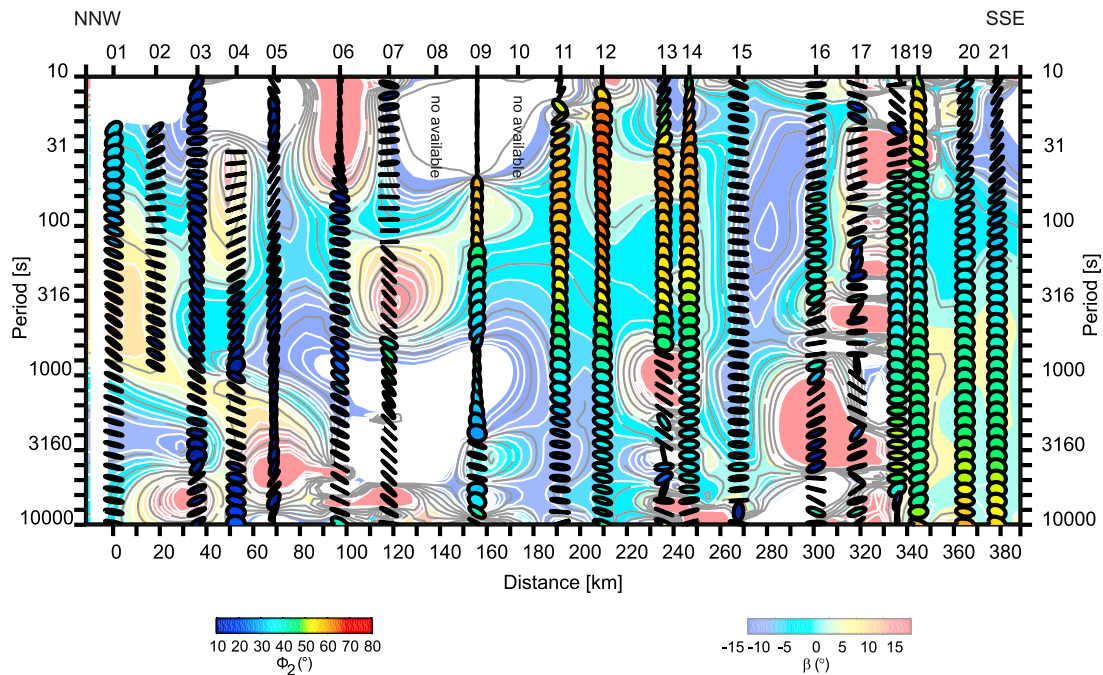 NNW SSE
01 02 03 04 05 06 07 08 09 10 11 12 13 14 15 16 17 18 19 20 21
10 10
no available no available
31 31
100 100
Period [s] Period [s]
316 316
1000 1000
3160 3160
10000 10000
0 20 40 60 80 100 120 140 160 180 200 220 240 260 280 300 320 340 360 380
Distance [km]
10 20 30 40 50 60 70 80 -15 -10 -5 0 5 10 15
Φ2(°) β(°)